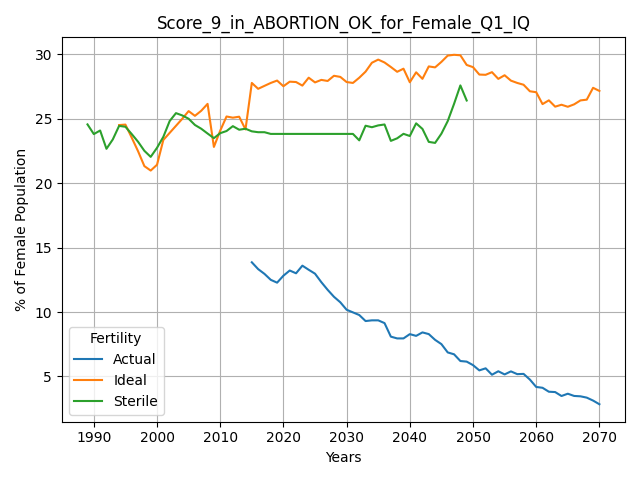 Score_9_in_ABORTION_OK_for_Female_Q1_IQ
% of Female Population
30
25
20
15
10
5
Fertility
Actual
Ideal
Sterile
1990 2000 2010 2020 2030 2040 2050 2060 2070
Years